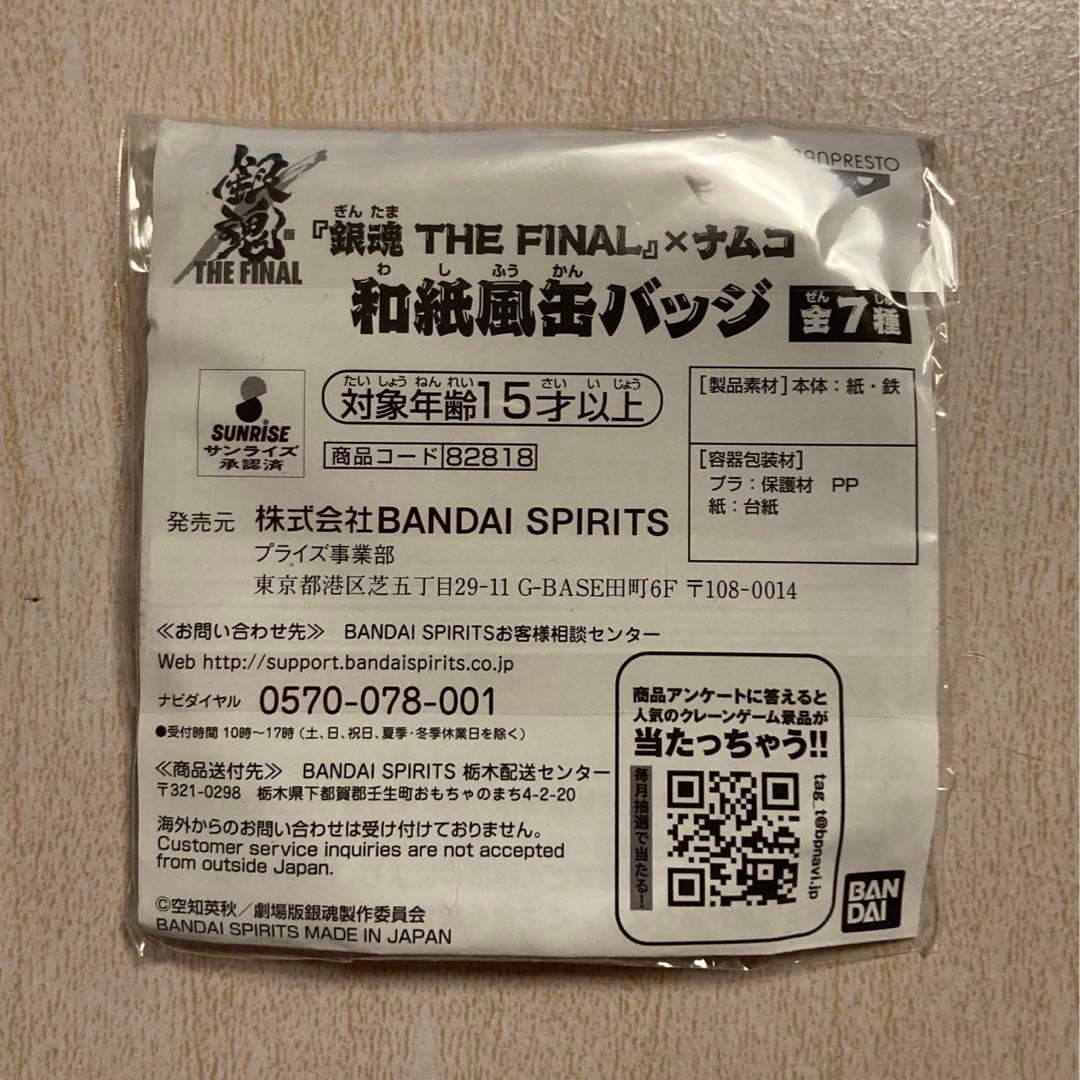 銀魂
THE FINAL
BANPRESTO
ぎん たま
『銀魂 THE FINAL』×ナムコ
わ し ふう かん
和紙風缶バッジ
ぜん しゅ
全7種
SUNRISE
サンライズ
承認済
たいしょうねんれい さいいじょう
対象年齢15才以上
商品コード 82818
[製品素材]本体：紙・鉄
[容器包装材]
プラ：保護材 PP
紙：台紙
発売元 株式会社BANDAI SPIRITS
プライズ事業部
東京都港区芝五丁目29-11 G-BASE田町6F 〒108-0014
≪お問い合わせ先≫ BANDAI SPIRITSお客様相談センター
Web http://support.bandaispirits.co.jp
ナビダイヤル 0570-078-001
●受付時間 10時～17時（土、日、祝日、夏季・冬季休業日を除く）
≪商品送付先≫ BANDAI SPIRITS 栃木配送センター
〒321-0298 栃木県下都賀郡壬生町おもちゃのまち4-2-20
海外からのお問い合わせは受け付けておりません。
Customer service inquiries are not accepted
from outside Japan.
©空知英秋／劇場版銀魂製作委員会
BANDAI SPIRITS MADE IN JAPAN
商品アンケートに答えると
人気のクレーンゲーム景品が
当たっちゃう!!
毎月抽選で当たる！
tag_t@bpnavi.jp
BAN
DAI